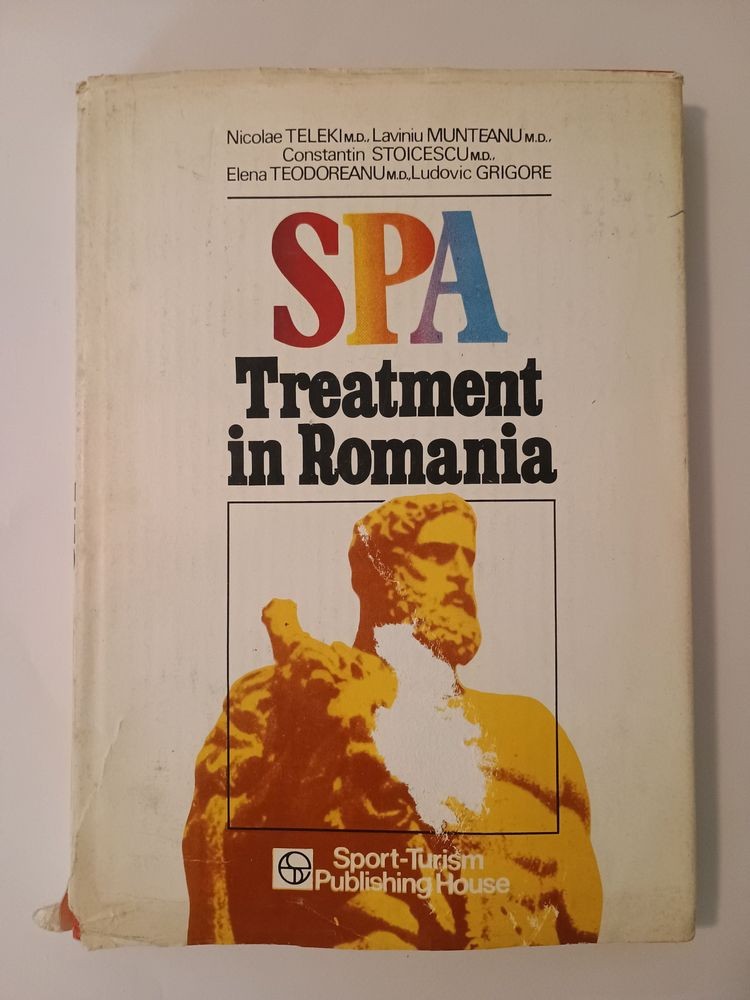 Nicolae TELEKI M.D., Laviniu MUNTEANU M.D.,
Constantin STOICESCU M.D.,
Elena TEODOREANU M.D., Ludovic GRIGORE
SPA
Treatment
in Romania
Sport-Turism
Publishing House